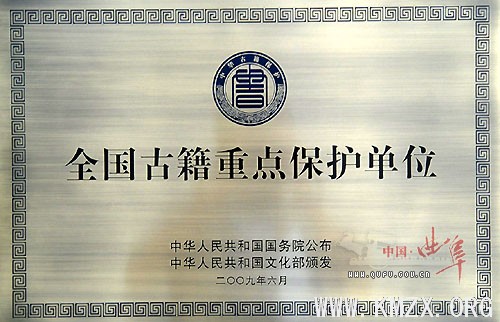 中华古籍保护
全国古籍重点保护单位
中华人民共和国国务院公布
中华人民共和国文化部颁发
二〇〇九年六月
中国·曲阜
www.QUFU.GOV.CN
WWW.KMZX.ORG